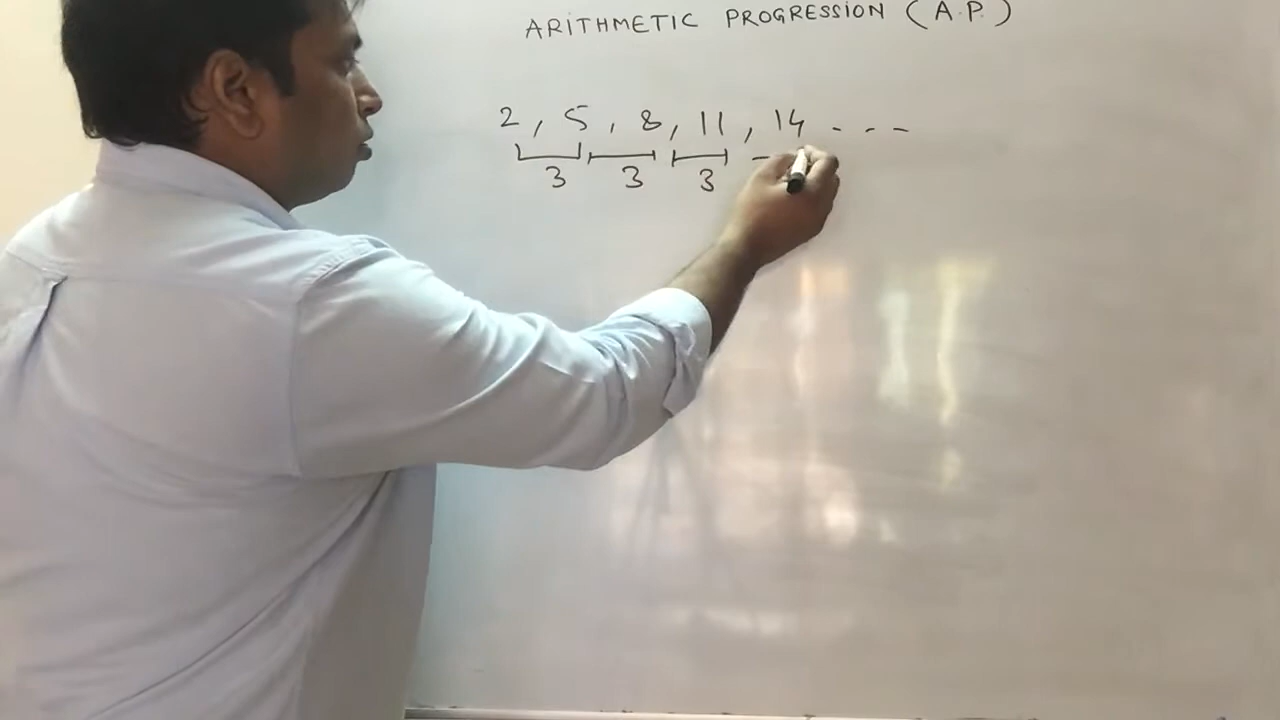 ARITHMETIC PROGRESSION (A.P.)
2, 5, 8, 11, 14 - - -
3 3 3